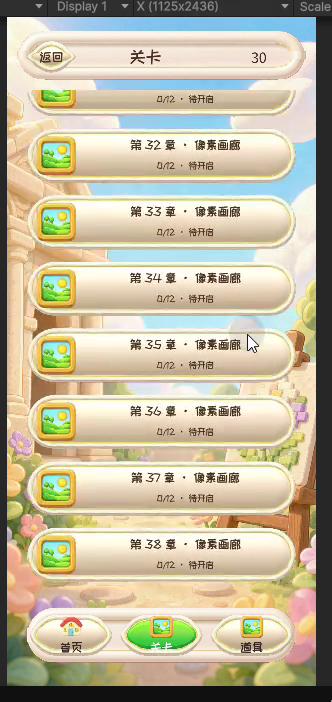 Display 1
X (1125x2436)
Scale
返回
关卡
30
0/12 · 待开启
第 32 章 · 像素画廊
0/12 · 待开启
第 33 章 · 像素画廊
0/12 · 待开启
第 34 章 · 像素画廊
0/12 · 待开启
第 35 章 · 像素画廊
0/12 · 待开启
第 36 章 · 像素画廊
0/12 · 待开启
第 37 章 · 像素画廊
0/12 · 待开启
第 38 章 · 像素画廊
0/12 · 待开启
首页
关卡
道具